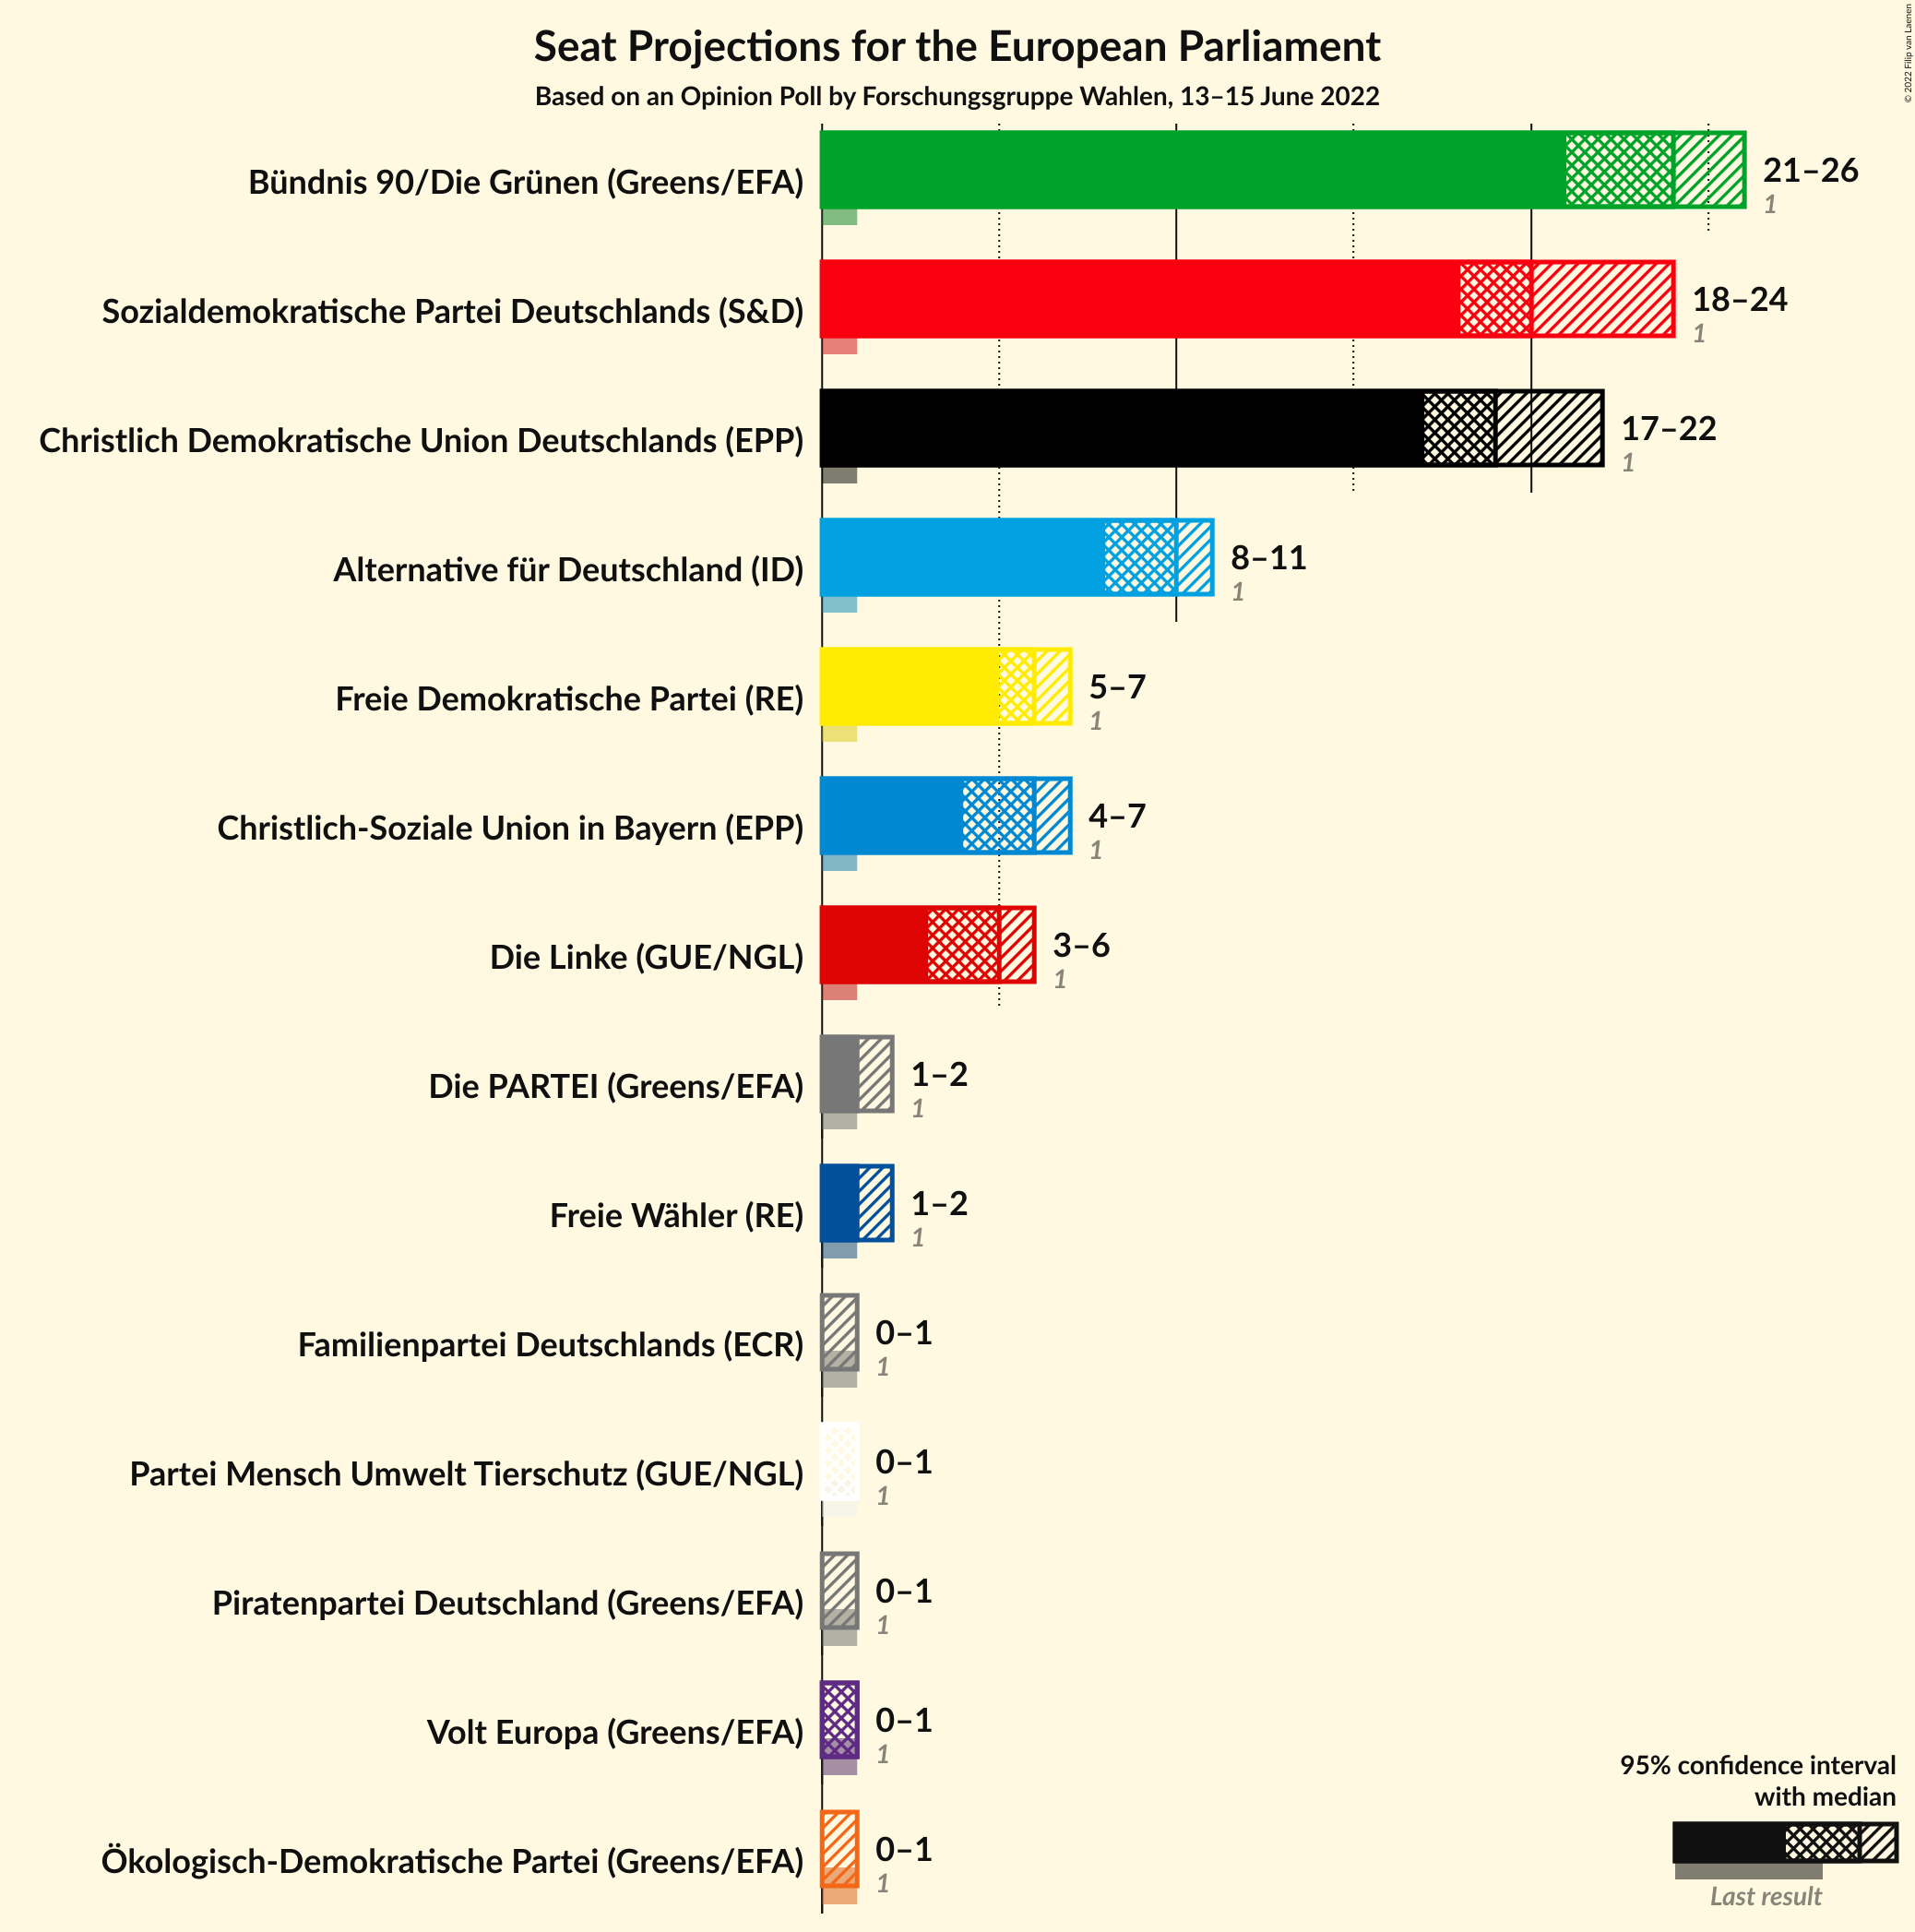 Seat Projections for the European Parliament
Based on an Opinion Poll by Forschungsgruppe Wahlen, 13–15 June 2022
© 2022 Filip van Laenen
Bündnis 90/Die Grünen (Greens/EFA)
21–26
1
Sozialdemokratische Partei Deutschlands (S&D)
18–24
1
Christlich Demokratische Union Deutschlands (EPP)
17–22
1
Alternative für Deutschland (ID)
8–11
1
Freie Demokratische Partei (RE)
5–7
1
Christlich-Soziale Union in Bayern (EPP)
4–7
1
Die Linke (GUE/NGL)
3–6
1
Die PARTEI (Greens/EFA)
1–2
1
Freie Wähler (RE)
1–2
1
Familienpartei Deutschlands (ECR)
0–1
1
Partei Mensch Umwelt Tierschutz (GUE/NGL)
0–1
1
Piratenpartei Deutschland (Greens/EFA)
0–1
1
Volt Europa (Greens/EFA)
0–1
1
Ökologisch-Demokratische Partei (Greens/EFA)
0–1
1
95% confidence interval
with median
Last result